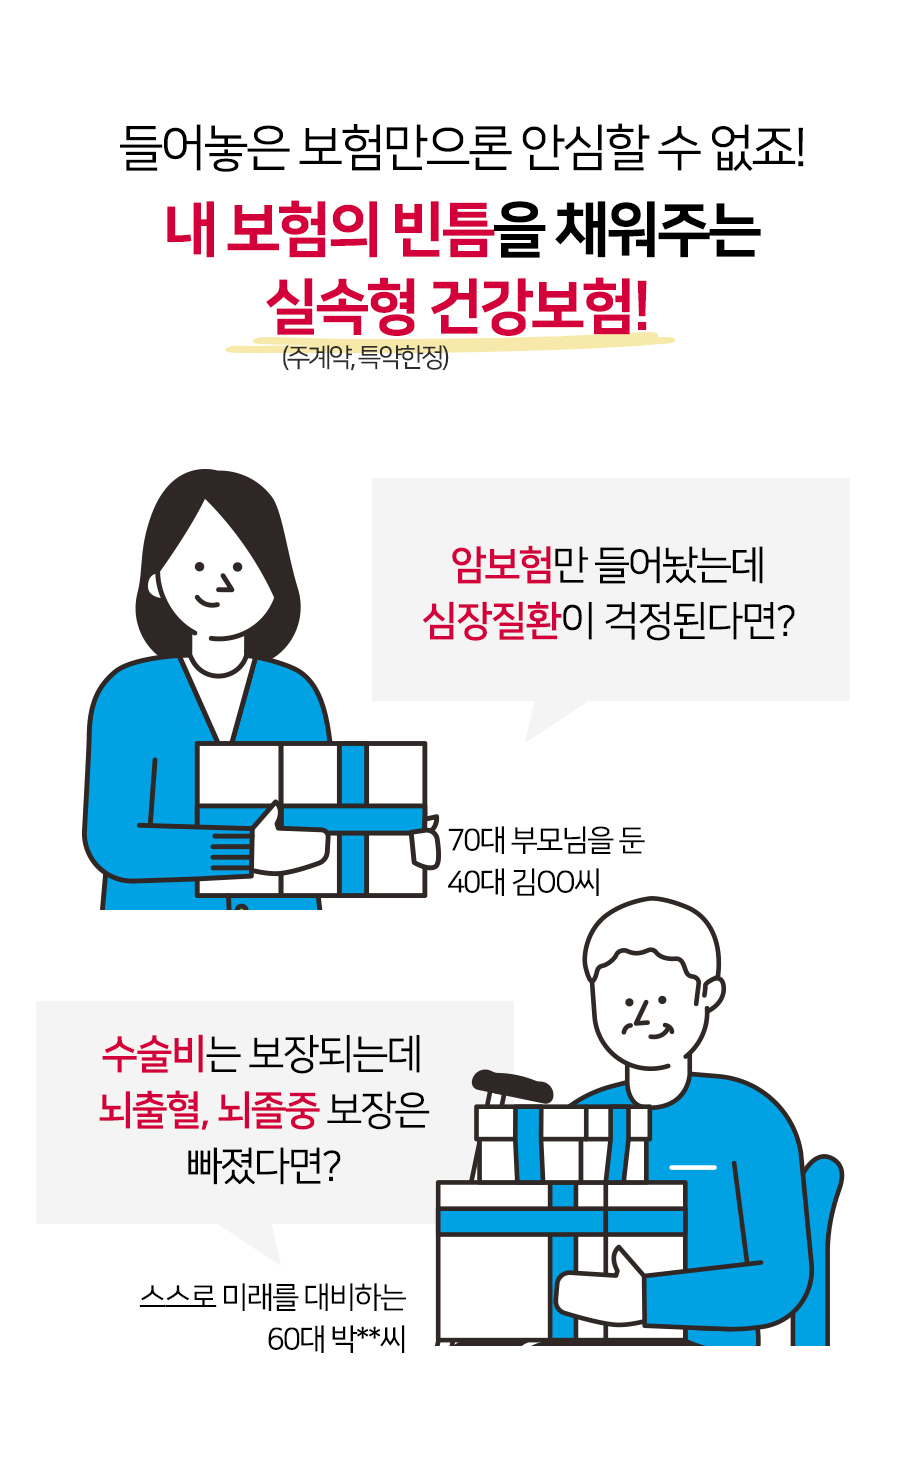 들어놓은 보험만으론 안심할 수 없죠!
내 보험의 빈틈을 채워주는
실속형 건강보험!
(주계약, 특약한정)
암보험만 들어놨는데
심장질환이 걱정된다면?
70대 부모님을 둔
40대 김OO씨
수술비는 보장되는데
뇌출혈, 뇌졸중 보장은
빠졌다면?
스스로 미래를 대비하는
60대 박**씨